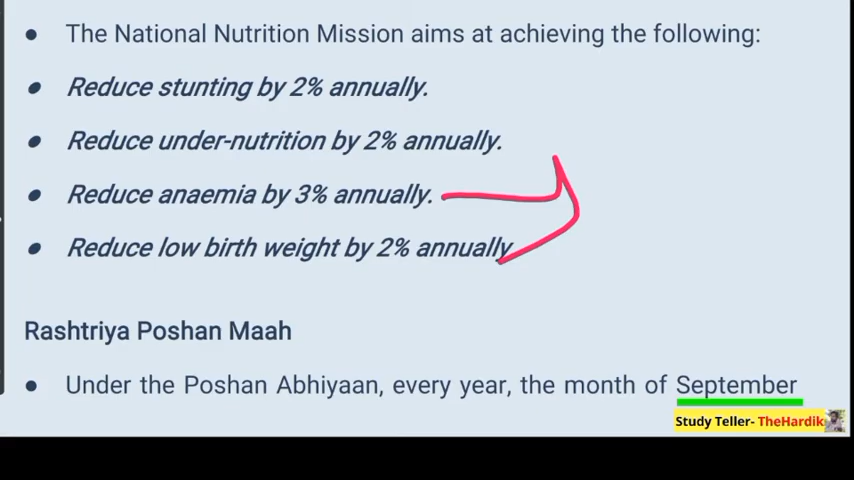 ● The National Nutrition Mission aims at achieving the following:
● Reduce stunting by 2% annually.
● Reduce under-nutrition by 2% annually.
● Reduce anaemia by 3% annually.
● Reduce low birth weight by 2% annually
Rashtriya Poshan Maah
● Under the Poshan Abhiyaan, every year, the month of September
Study Teller- TheHardik